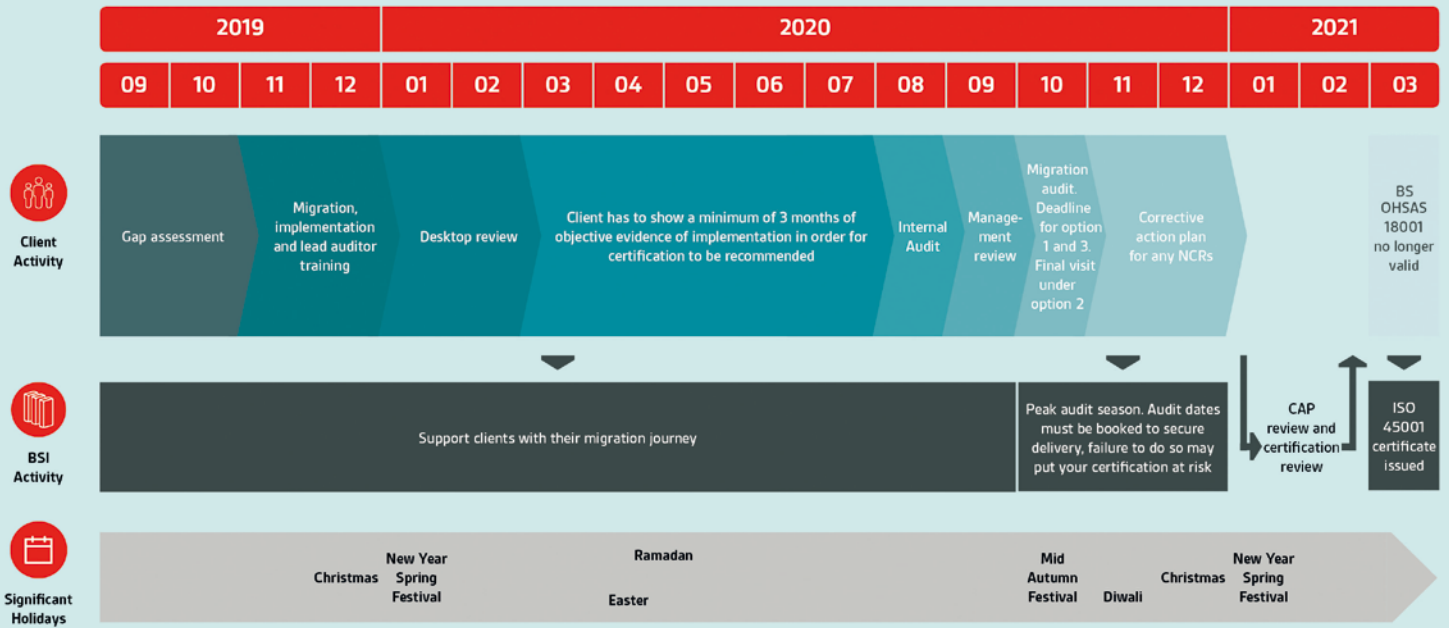 2019
2020
2021
09
10
11
12
01
02
03
04
05
06
07
08
09
10
11
12
01
02
03
Client
Activity
Gap assessment
Migration,
implementation
and lead auditor
training
Desktop review
Client has to show a minimum of 3 months of
objective evidence of implementation in order for
certification to be recommended
Internal
Audit
Manage-
ment
review
Migration
audit.
Deadline
for option
1 and 3.
Final visit
under
option 2
Corrective
action plan
for any NCRs
BS
OHSAS
18001
no longer
valid
BSI
Activity
Support clients with their migration journey
Peak audit season. Audit dates
must be booked to secure
delivery, failure to do so may
put your certification at risk
CAP
review and
certification
review
ISO
45001
certificate
issued
Significant
Holidays
Christmas
New Year
Spring
Festival
Ramadan
Easter
Mid
Autumn
Festival
Diwali
Christmas
New Year
Spring
Festival